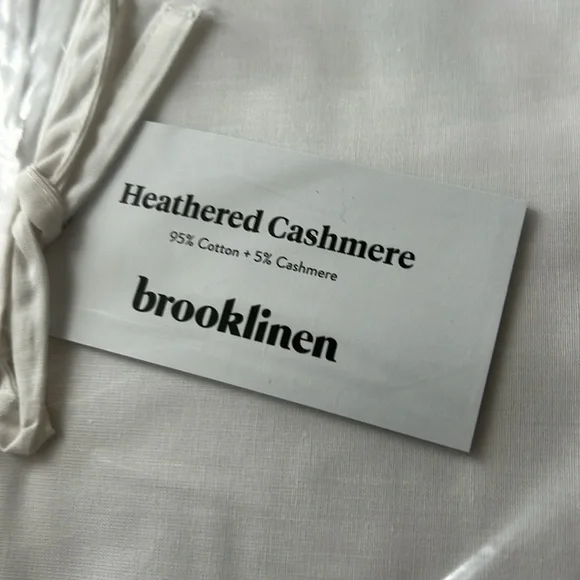 Heathered Cashmere
95% Cotton + 5% Cashmere
brooklinen